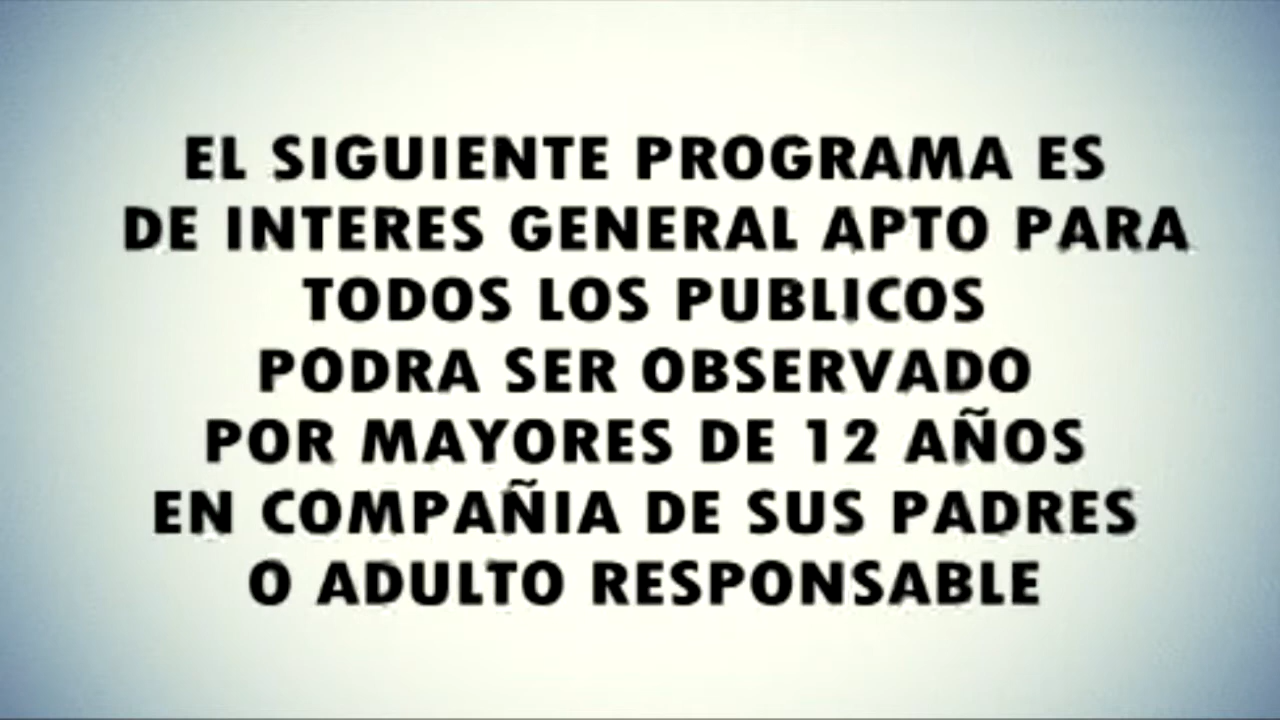 EL SIGUIENTE PROGRAMA ES
DE INTERES GENERAL APTO PARA
TODOS LOS PUBLICOS
PODRA SER OBSERVADO
POR MAYORES DE 12 AÑOS
EN COMPAÑIA DE SUS PADRES
O ADULTO RESPONSABLE